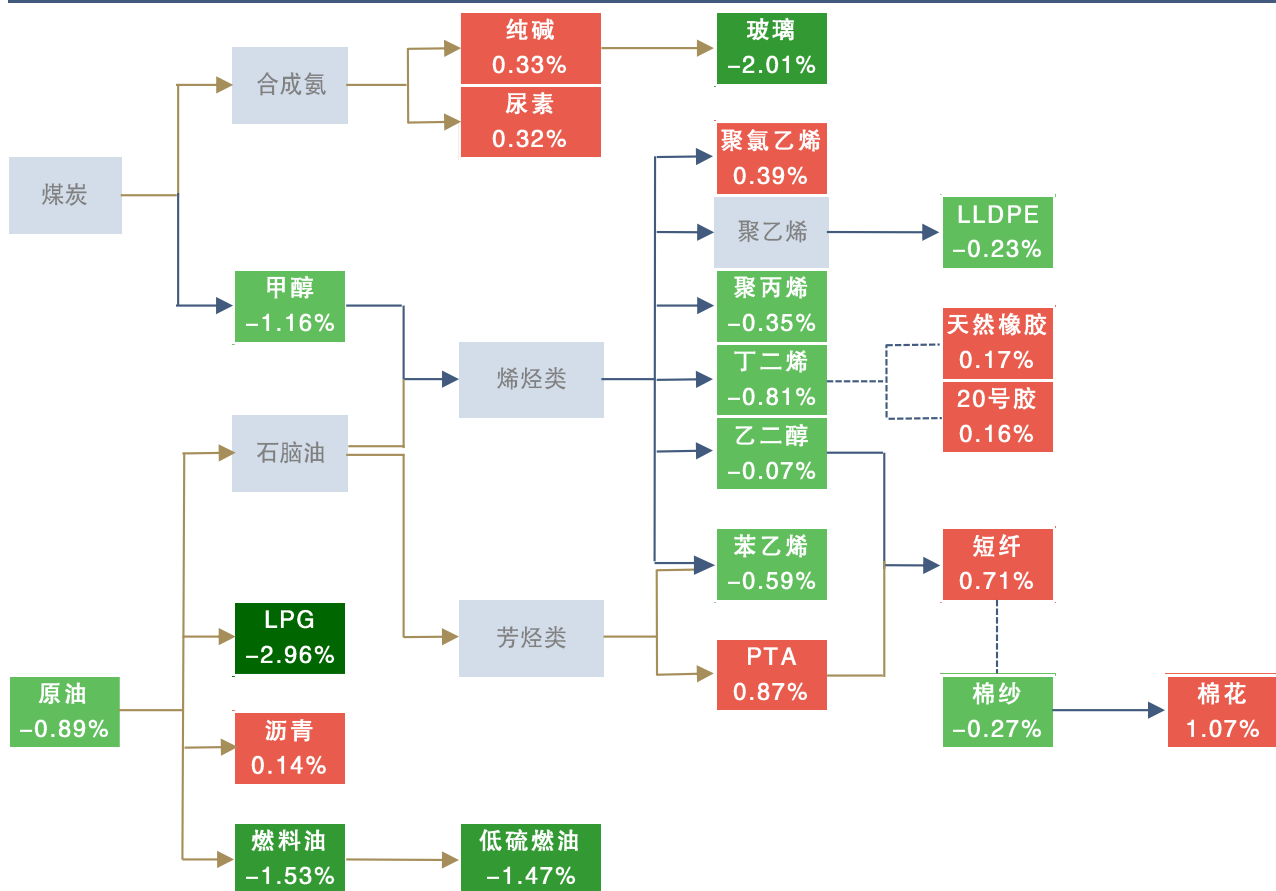 纯碱
0.33%
玻璃
-2.01%
合成氨
尿素
0.32%
聚氯乙烯
0.39%
煤炭
聚乙烯
LLDPE
-0.23%
甲醇
-1.16%
聚丙烯
-0.35%
天然橡胶
0.17%
烯烃类
丁二烯
-0.81%
20号胶
0.16%
石脑油
乙二醇
-0.07%
苯乙烯
-0.59%
短纤
0.71%
LPG
-2.96%
芳烃类
PTA
0.87%
原油
-0.89%
棉纱
-0.27%
棉花
1.07%
沥青
0.14%
燃料油
-1.53%
低硫燃油
-1.47%